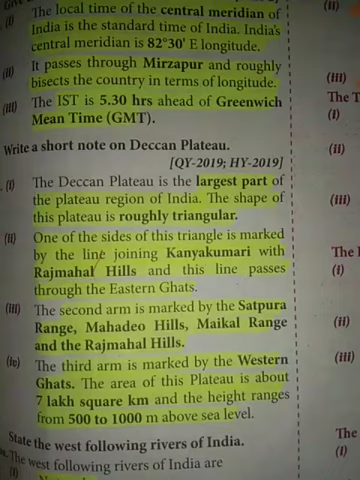 (i) The local time of the central meridian of
India is the standard time of India. India's
central meridian is 82°30' E longitude.
(ii) It passes through Mirzapur and roughly
bisects the country in terms of longitude.
(iii) The IST is 5.30 hrs ahead of Greenwich
Mean Time (GMT).
Write a short note on Deccan Plateau.
[QY-2019; HY-2019]
(i) The Deccan Plateau is the largest part of
the plateau region of India. The shape of
this plateau is roughly triangular.
(ii) One of the sides of this triangle is marked
by the line joining Kanyakumari with
Rajmahal Hills and this line passes
through the Eastern Ghats.
(iii) The second arm is marked by the Satpura
Range, Mahadeo Hills, Maikal Range
and the Rajmahal Hills.
(iv) The third arm is marked by the Western
Ghats. The area of this Plateau is about
7 lakh square km and the height ranges
from 500 to 1000 m above sea level.
State the west following rivers of India.
The west following rivers of India are
(i)
(ii)
(iii)
The T
(i)
(ii)
(iii)
(i)
(ii)
(iii)
The
(i)